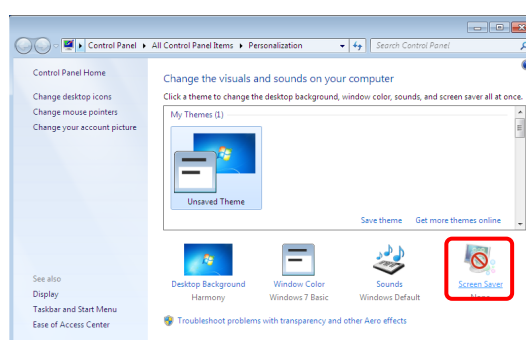 Control Panel ▸ All Control Panel Items ▸ Personalization
Search Control Panel
Control Panel Home
Change desktop icons
Change mouse pointers
Change your account picture
See also
Display
Taskbar and Start Menu
Ease of Access Center
Change the visuals and sounds on your computer
Click a theme to change the desktop background, window color, sounds, and screen saver all at once.
My Themes (1)
Unsaved Theme
Save theme Get more themes online
Desktop Background Window Color Sounds Screen Saver
Harmony Windows 7 Basic Windows Default None
Troubleshoot problems with transparency and other Aero effects